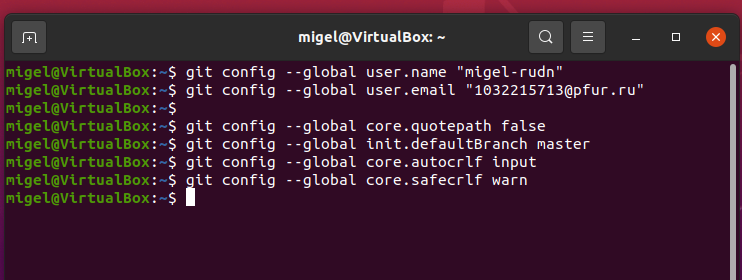 migel@VirtualBox: ~
migel@VirtualBox:~$ git config --global user.name "migel-rudn"
migel@VirtualBox:~$ git config --global user.email "1032215713@pfur.ru"
migel@VirtualBox:~$
migel@VirtualBox:~$ git config --global core.quotepath false
migel@VirtualBox:~$ git config --global init.defaultBranch master
migel@VirtualBox:~$ git config --global core.autocrlf input
migel@VirtualBox:~$ git config --global core.safecrlf warn
migel@VirtualBox:~$